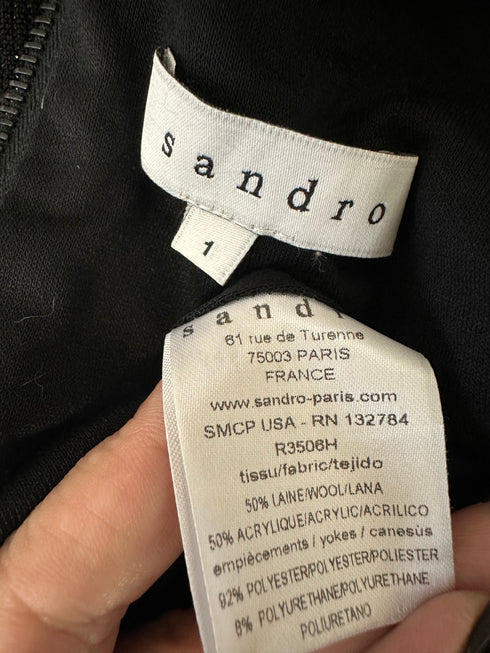 sandro
1
sandr
61 rue de Turenne
75003 PARIS
FRANCE
www.sandro-paris.com
SMCP USA - RN 132784
R3506H
tissu/fabric/tejido
50% LAINE/WOOL/LANA
50% ACRYLIQUE/ACRYLIC/ACRILICO
empiècements / yokes / canesùs
92% POLYESTER/POLYESTER/POLYESTER
8% POLYURETHANE/POLYURETHANE
POLIURETANO